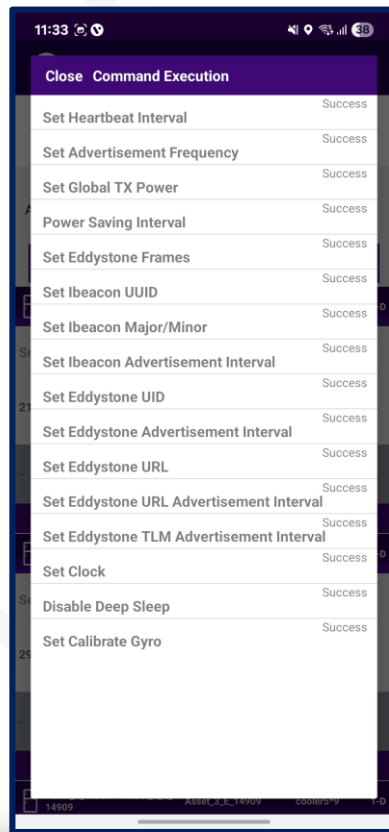 11:33 38
Close Command Execution
Success
Set Heartbeat Interval
Success
Set Advertisement Frequency
Success
Set Global TX Power
Success
Power Saving Interval
Success
Set Eddystone Frames
Success
Set Ibeacon UUID
Success
Set Ibeacon Major/Minor
Success
Set Ibeacon Advertisement Interval
Success
Set Eddystone UID
Success
Set Eddystone Advertisement Interval
Success
Set Eddystone URL
Success
Set Eddystone URL Advertisement Interval
Success
Set Eddystone TLM Advertisement Interval
Success
Set Clock
Success
Disable Deep Sleep
Success
Set Calibrate Gyro
14909 Asset_3_E_14909 cooler5*9 1-D